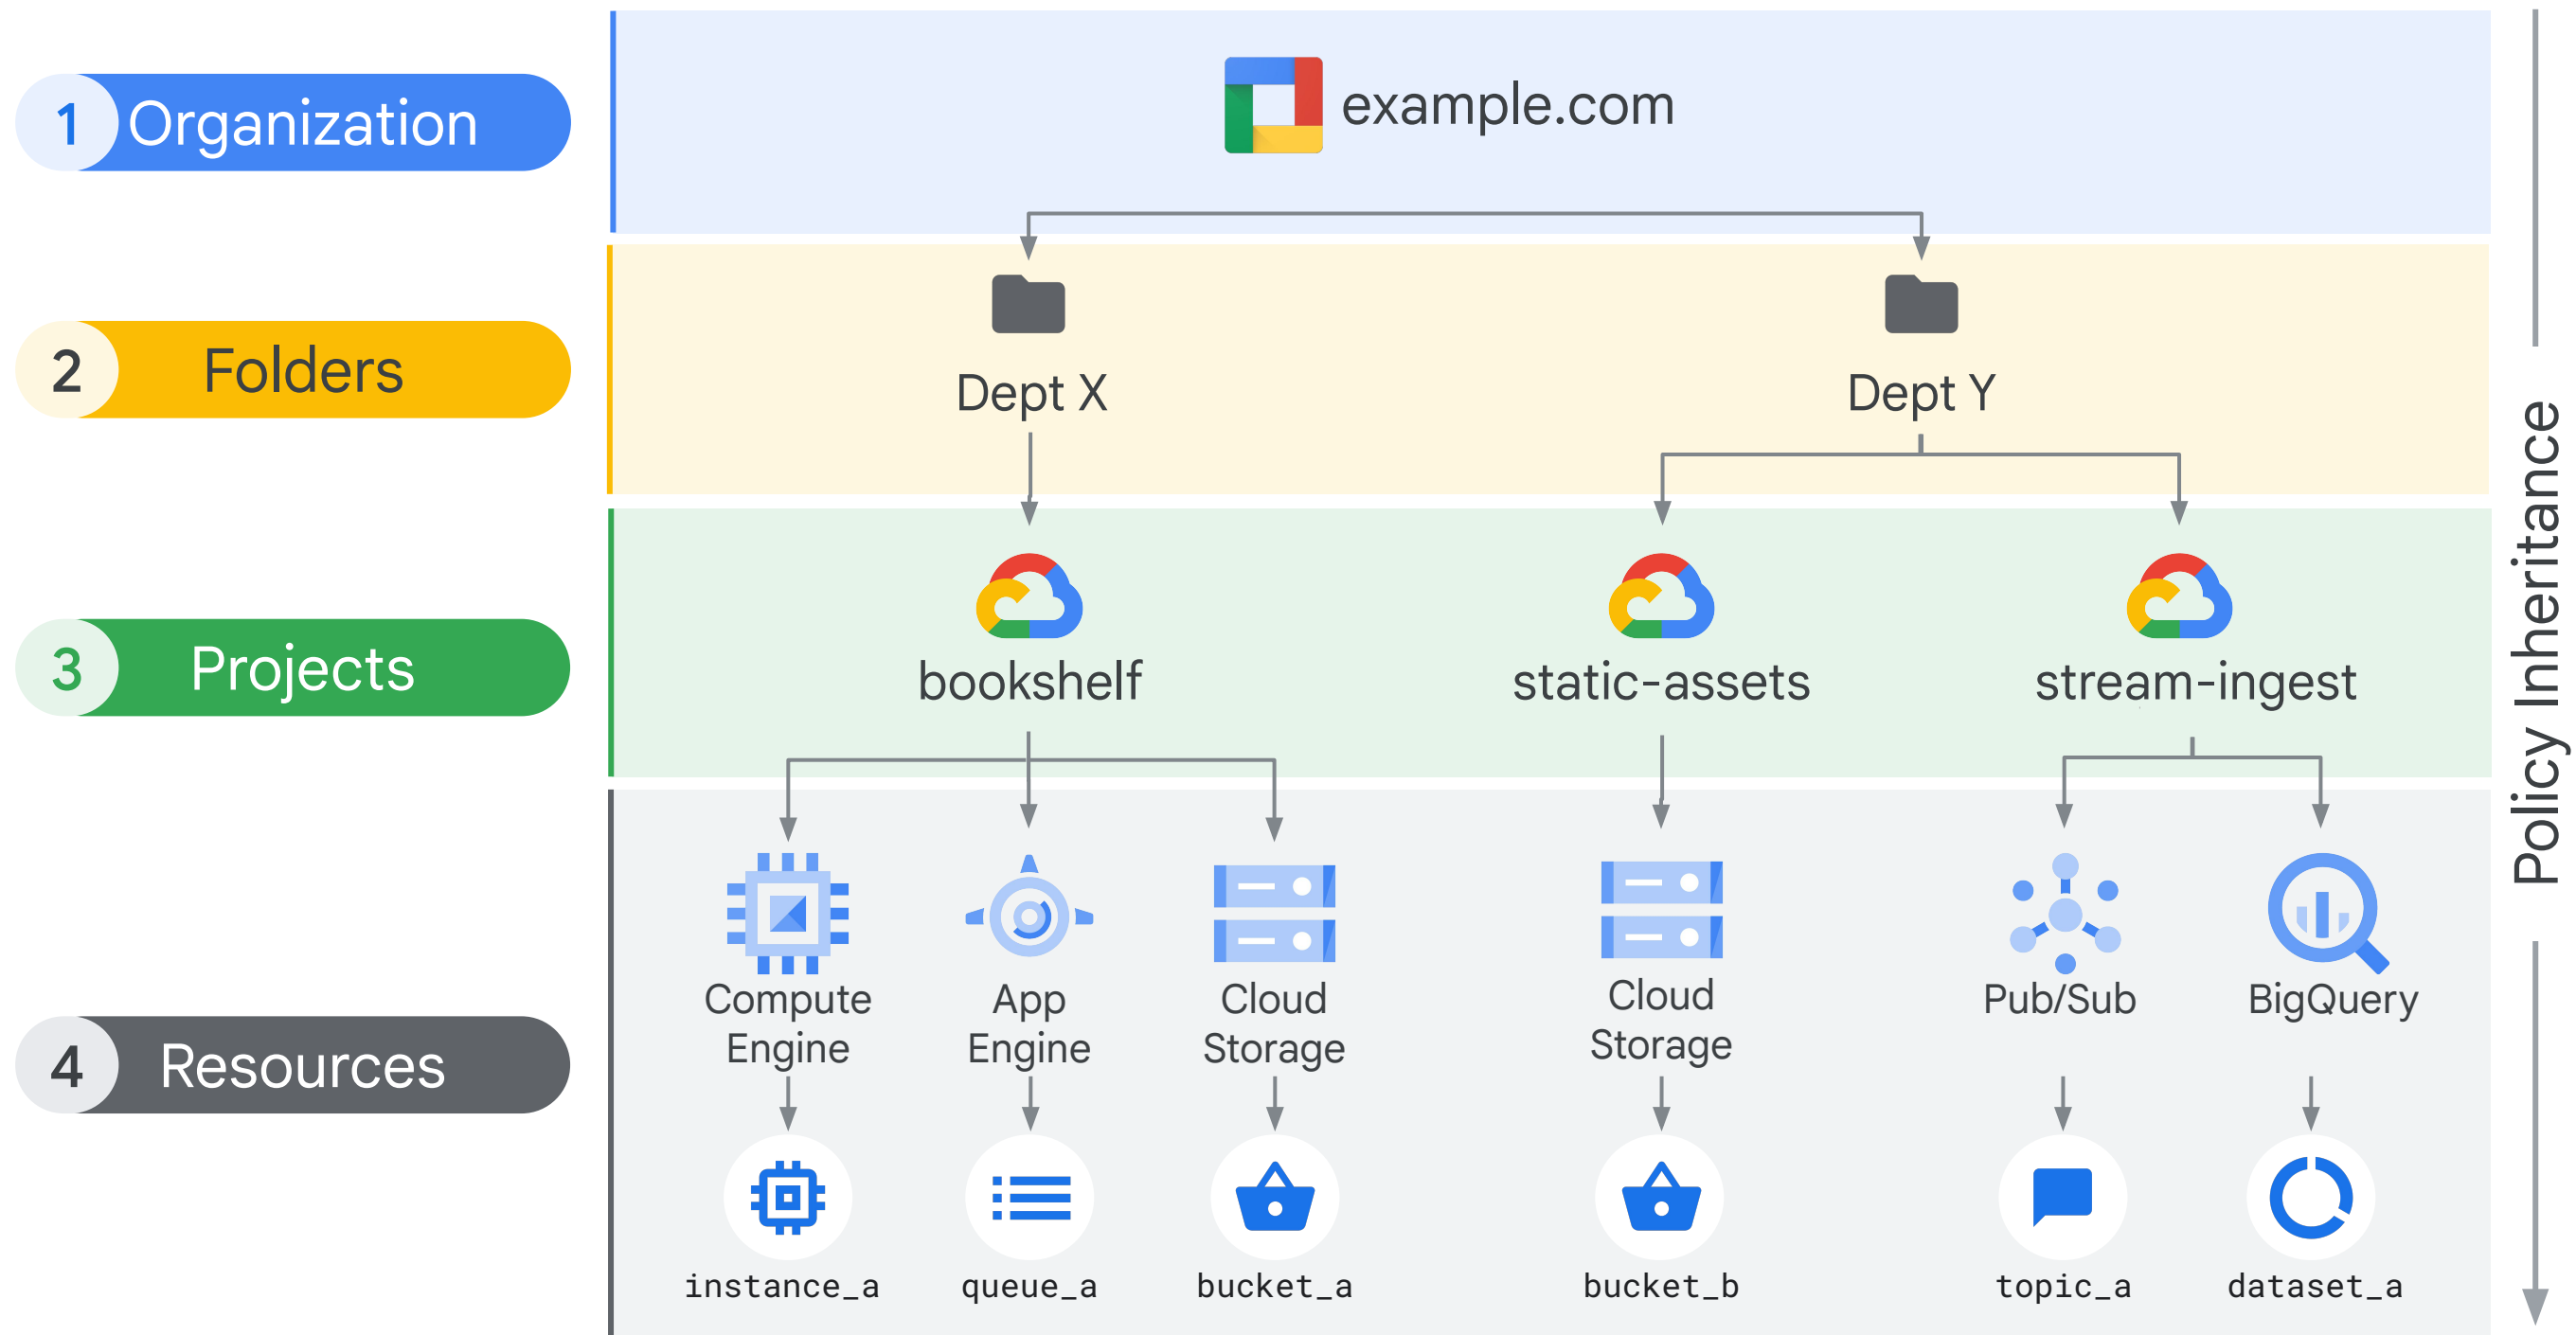 1 Organization
example.com
2 Folders
Dept X
Dept Y
3 Projects
bookshelf
static-assets
stream-ingest
4 Resources
Compute
Engine
App
Engine
Cloud
Storage
Cloud
Storage
Pub/Sub
BigQuery
instance_a
queue_a
bucket_a
bucket_b
topic_a
dataset_a
Policy Inheritance